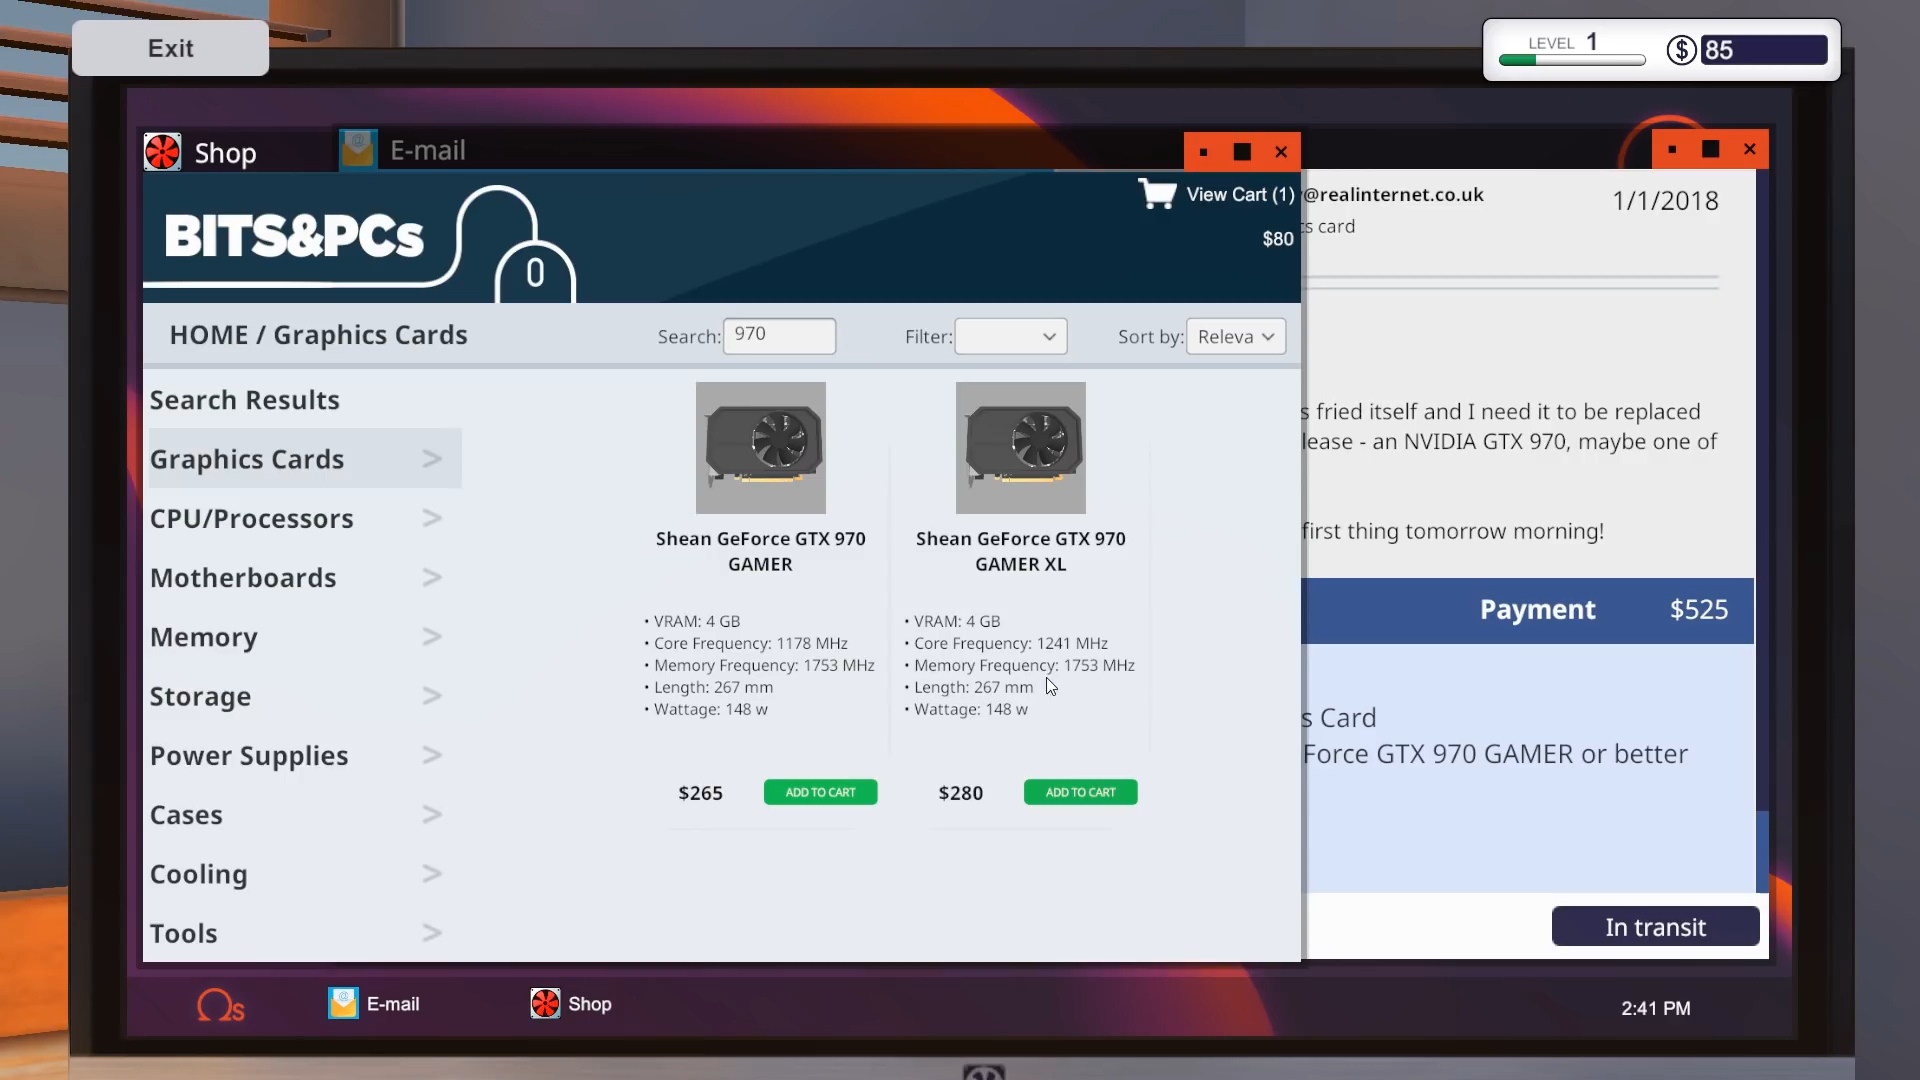 Exit
LEVEL 1
$ 85
Shop
E-mail
BITS&PCs
View Cart (1)
$80
@realinternet.co.uk
1/1/2018
cs card
HOME / Graphics Cards
Search: 970
Filter:
Sort by: Releva
Search Results
Graphics Cards >
CPU/Processors >
Motherboards >
Memory >
Storage >
Power Supplies >
Cases >
Cooling >
Tools >
Shean GeForce GTX 970
GAMER
• VRAM: 4 GB
• Core Frequency: 1178 MHz
• Memory Frequency: 1753 MHz
• Length: 267 mm
• Wattage: 148 w
$265
ADD TO CART
Shean GeForce GTX 970
GAMER XL
• VRAM: 4 GB
• Core Frequency: 1241 MHz
• Memory Frequency: 1753 MHz
• Length: 267 mm
• Wattage: 148 w
$280
ADD TO CART
s fried itself and I need it to be replaced
lease - an NVIDIA GTX 970, maybe one of
first thing tomorrow morning!
Payment $525
s Card
Force GTX 970 GAMER or better
In transit
Ωs
E-mail
Shop
2:41 PM